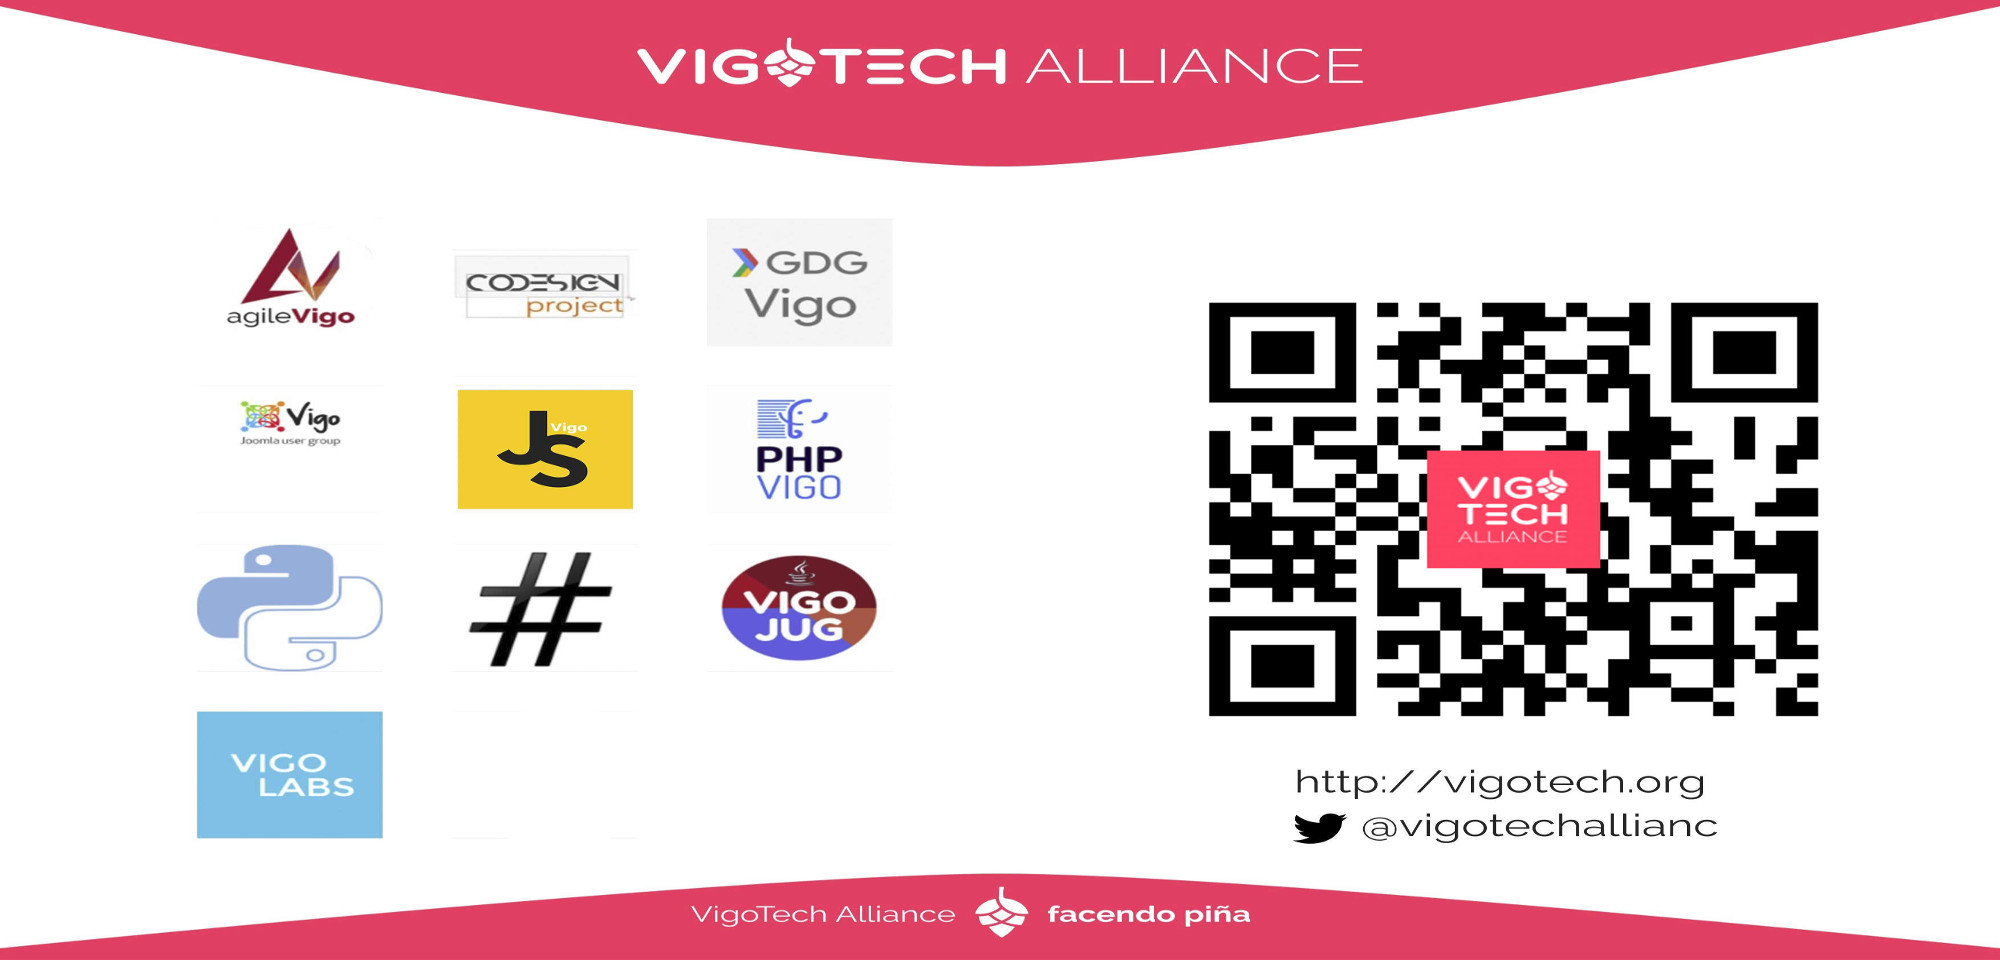 VIGOTECH ALLIANCE
agileVigo
CODESIGN
project
GDG
Vigo
Vigo
Joomla user group
Vigo
JS
PHP
VIGO
#
VIGO
JUG
VIGO
LABS
VIGO
TECH
ALLIANCE
http://vigotech.org
@vigotechallianc
VigoTech Alliance facendo piña